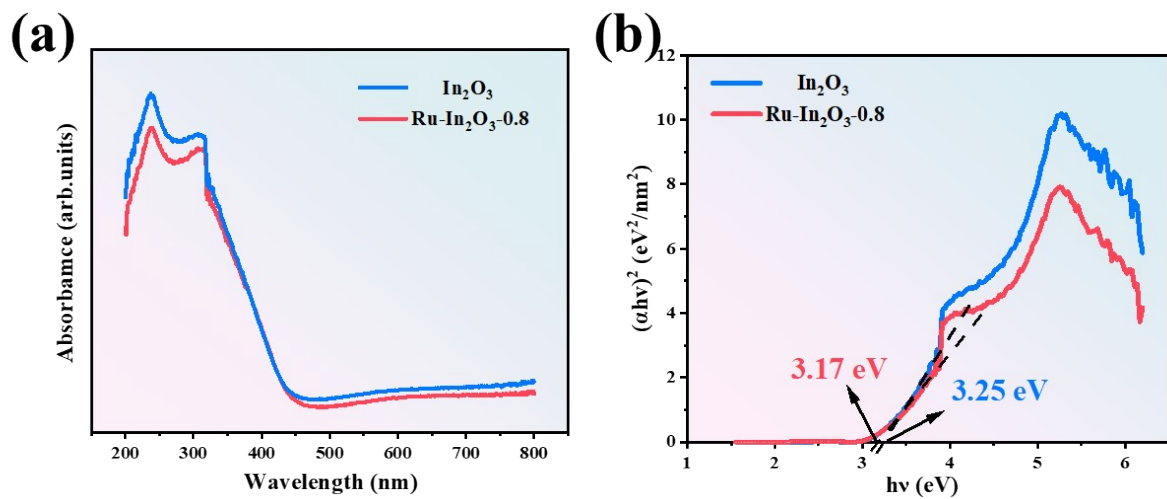 (a)
In₂O₃
Ru-In₂O₃-0.8
Absorbamce (arb.units)
200 300 400 500 600 700 800
Wavelength (nm)
(b)
12
10
8
6
4
2
0
In₂O₃
Ru-In₂O₃-0.8
(αhν)² (eV²/nm²)
3.17 eV
3.25 eV
1 2 3 4 5 6
hν (eV)